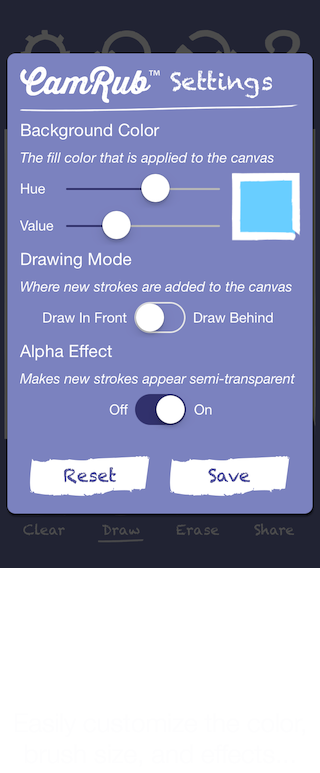 CamRub™ Settings
Background Color
The fill color that is applied to the canvas
Hue
Value
Drawing Mode
Where new strokes are added to the canvas
Draw In Front Draw Behind
Alpha Effect
Makes new strokes appear semi-transparent
Off On
Reset Save
Clear Draw Erase Share